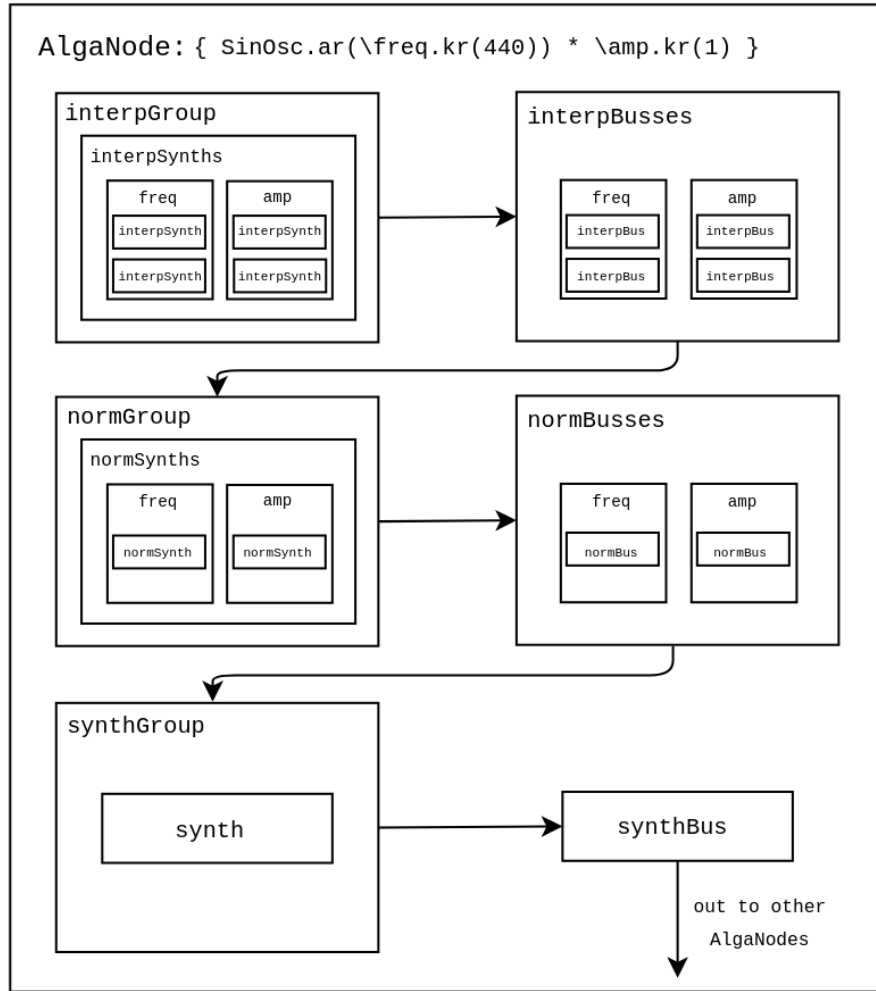 AlgaNode: { SinOsc.ar(\freq.kr(440)) * \amp.kr(1) }
interpGroup
interpSynths
freq
interpSynth
interpSynth
amp
interpSynth
interpSynth
interpBusses
freq
interpBus
interpBus
amp
interpBus
interpBus
normGroup
normSynths
freq
normSynth
amp
normSynth
normBusses
freq
normBus
amp
normBus
synthGroup
synth
synthBus
out to other
AlgaNodes